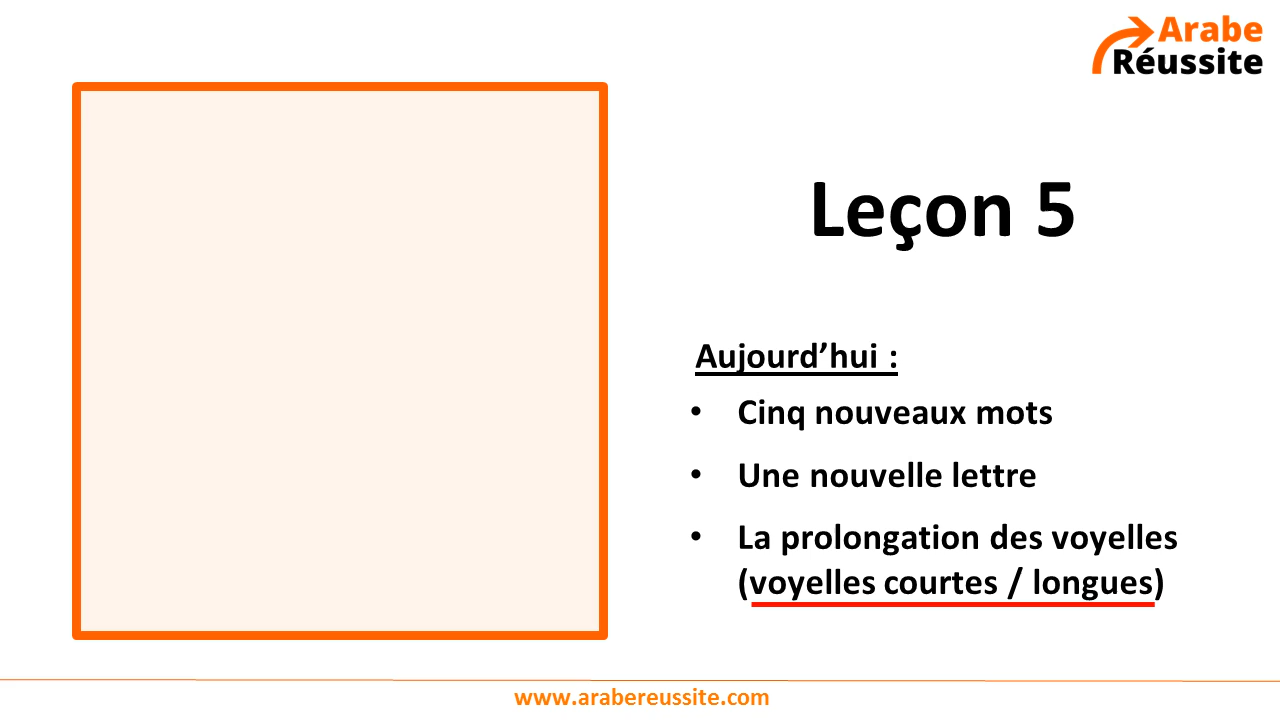 Arabe
Réussite
Leçon 5
Aujourd’hui :
• Cinq nouveaux mots
• Une nouvelle lettre
• La prolongation des voyelles
(voyelles courtes / longues)
www.arabereussite.com